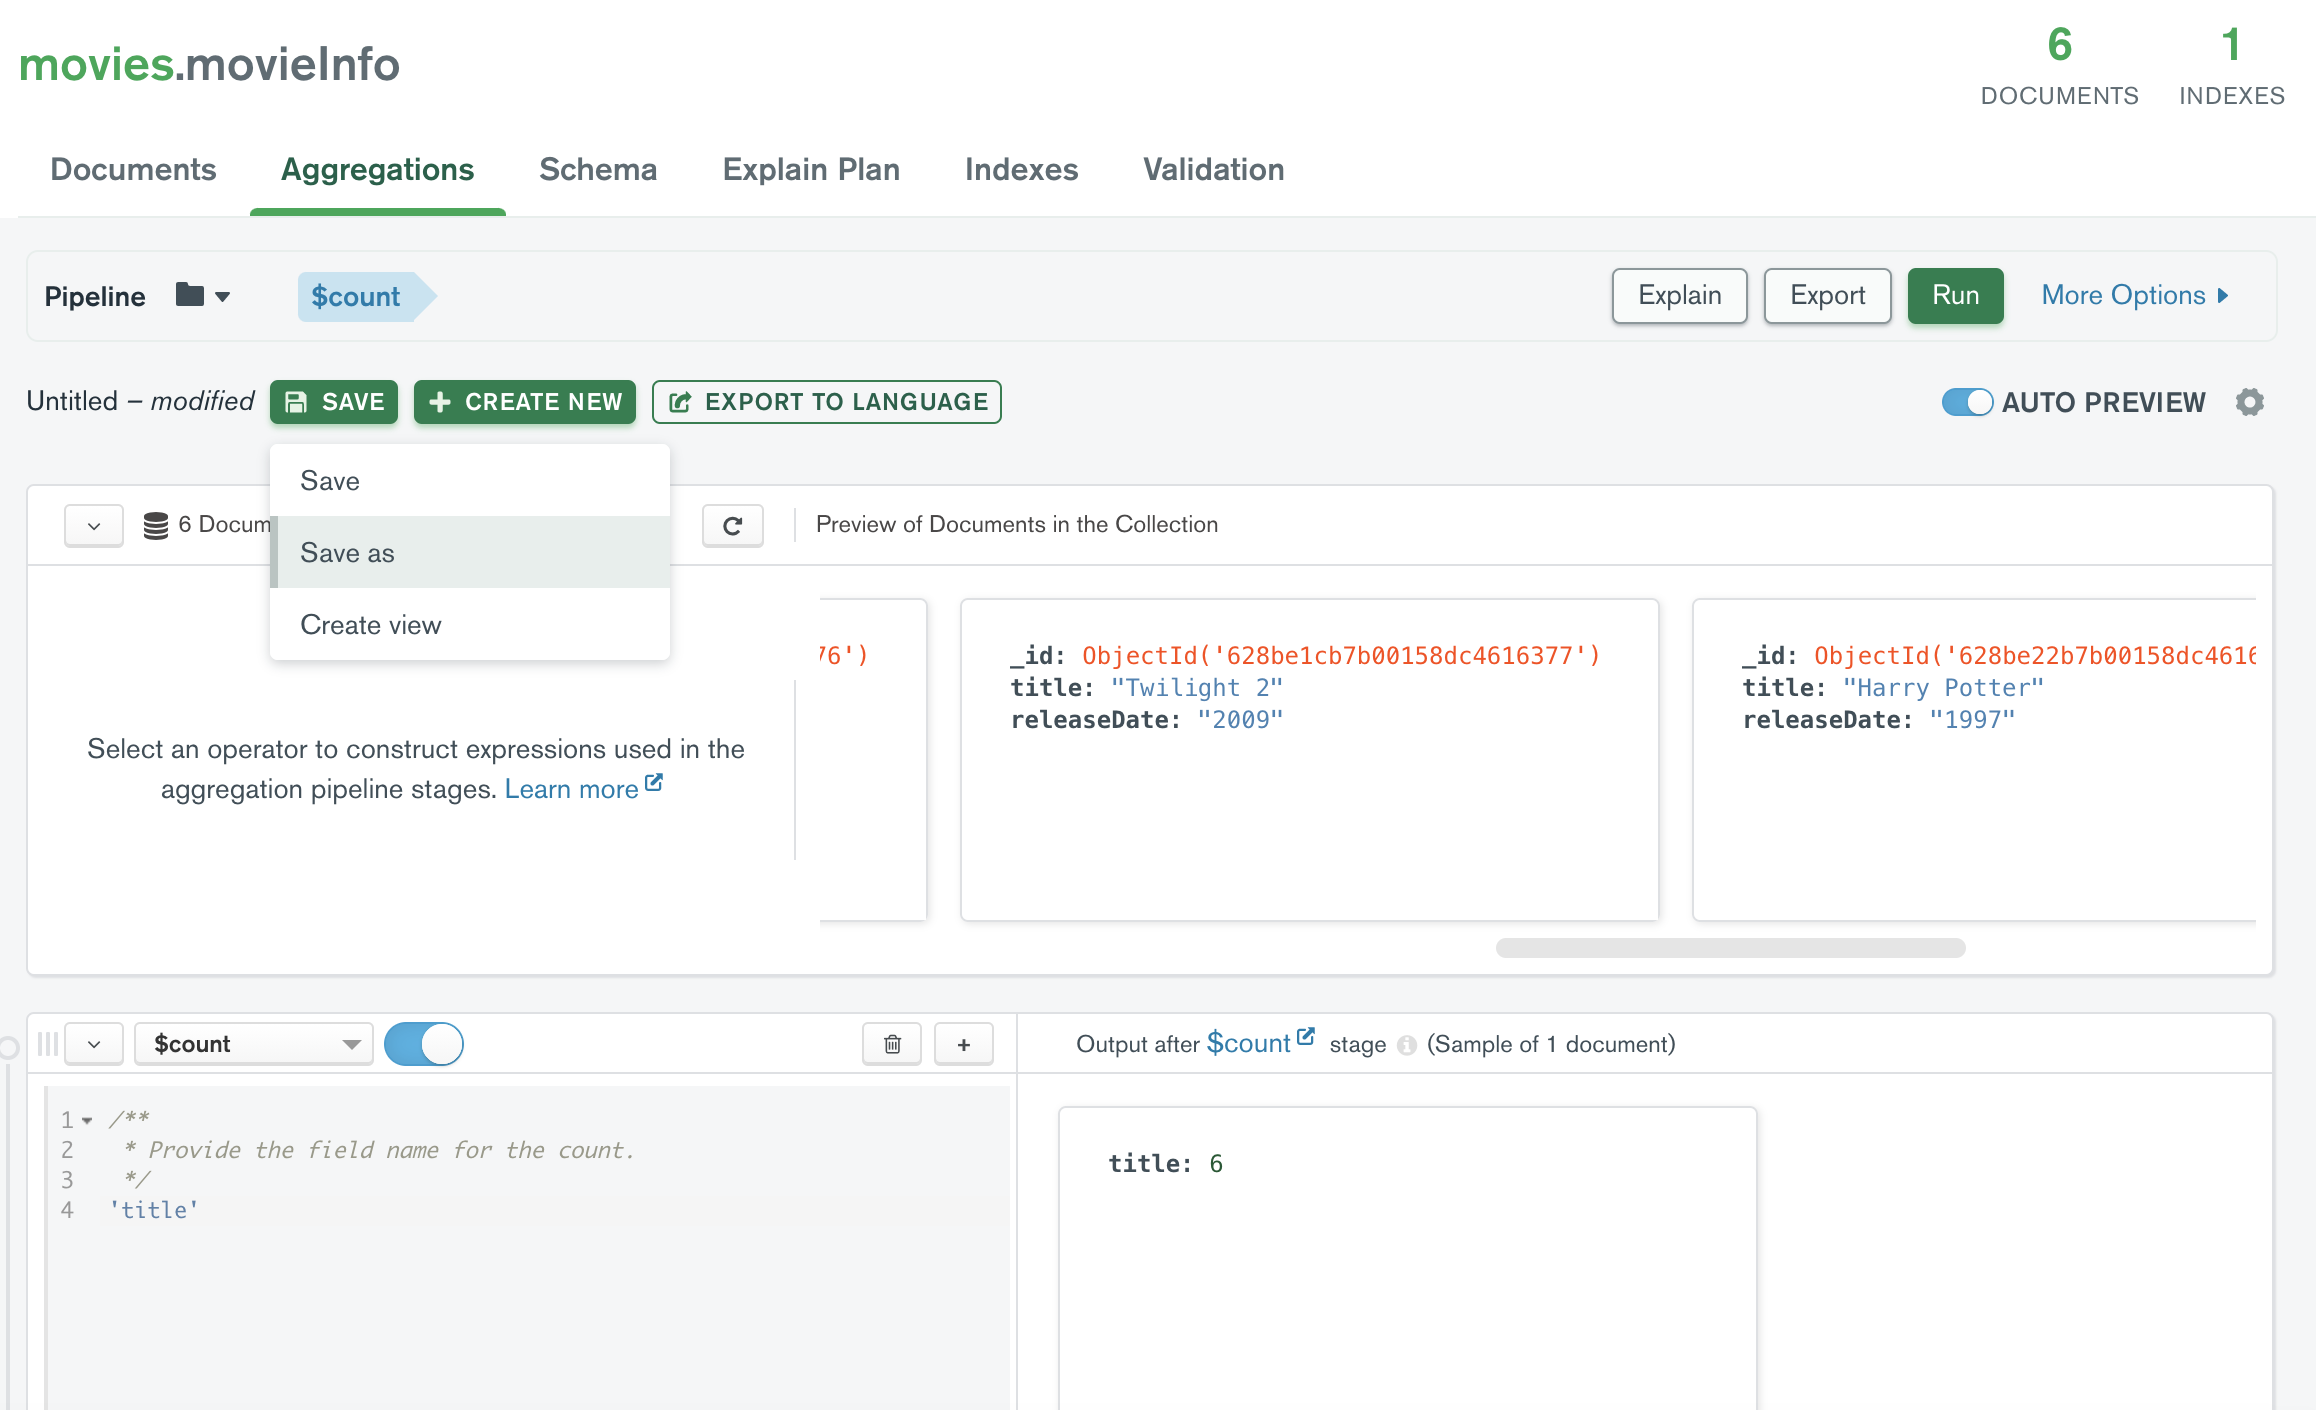 movies.movieInfo
6
DOCUMENTS
1
INDEXES
Documents
Aggregations
Schema
Explain Plan
Indexes
Validation
Pipeline
$count
Explain
Export
Run
More Options
Untitled – modified
SAVE
CREATE NEW
EXPORT TO LANGUAGE
AUTO PREVIEW
Save
Save as
Create view
6 Docum
Preview of Documents in the Collection
Select an operator to construct expressions used in the
aggregation pipeline stages. Learn more
76')
_id: ObjectId('628be1cb7b00158dc4616377')
title: "Twilight 2"
releaseDate: "2009"
_id: ObjectId('628be22b7b00158dc4616
title: "Harry Potter"
releaseDate: "1997"
$count
+
Output after $count stage (Sample of 1 document)
1 /**
2 * Provide the field name for the count.
3 */
4 'title'
title: 6